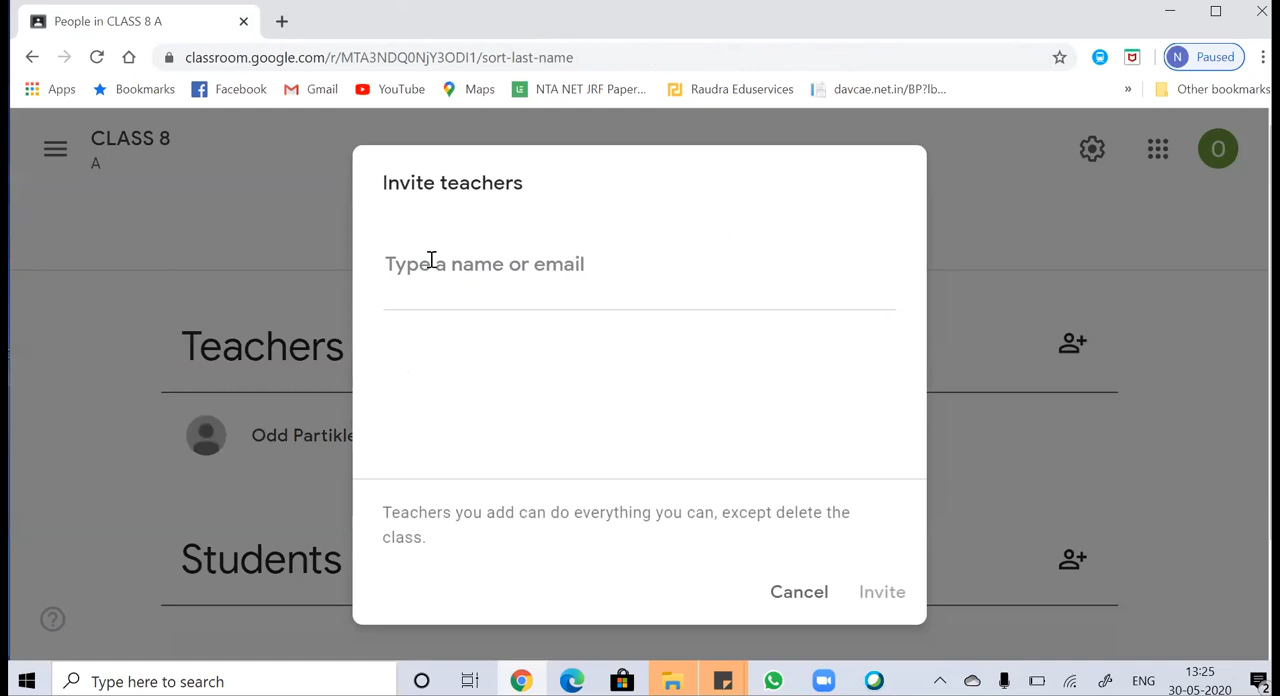 People in CLASS 8 A
classroom.google.com/r/MTA3NDQ0NjY3ODI1/sort-last-name
N Paused
Apps Bookmarks Facebook Gmail YouTube Maps NTA NET JRF Paper... Raudra Eduservices davcae.net.in/BP?lb... » Other bookmarks
CLASS 8
A
O
Invite teachers
Type a name or email
Teachers
Odd Partikle
Teachers you add can do everything you can, except delete the
class.
Students
Cancel Invite
Type here to search
ENG
13:25
30-05-2020
2